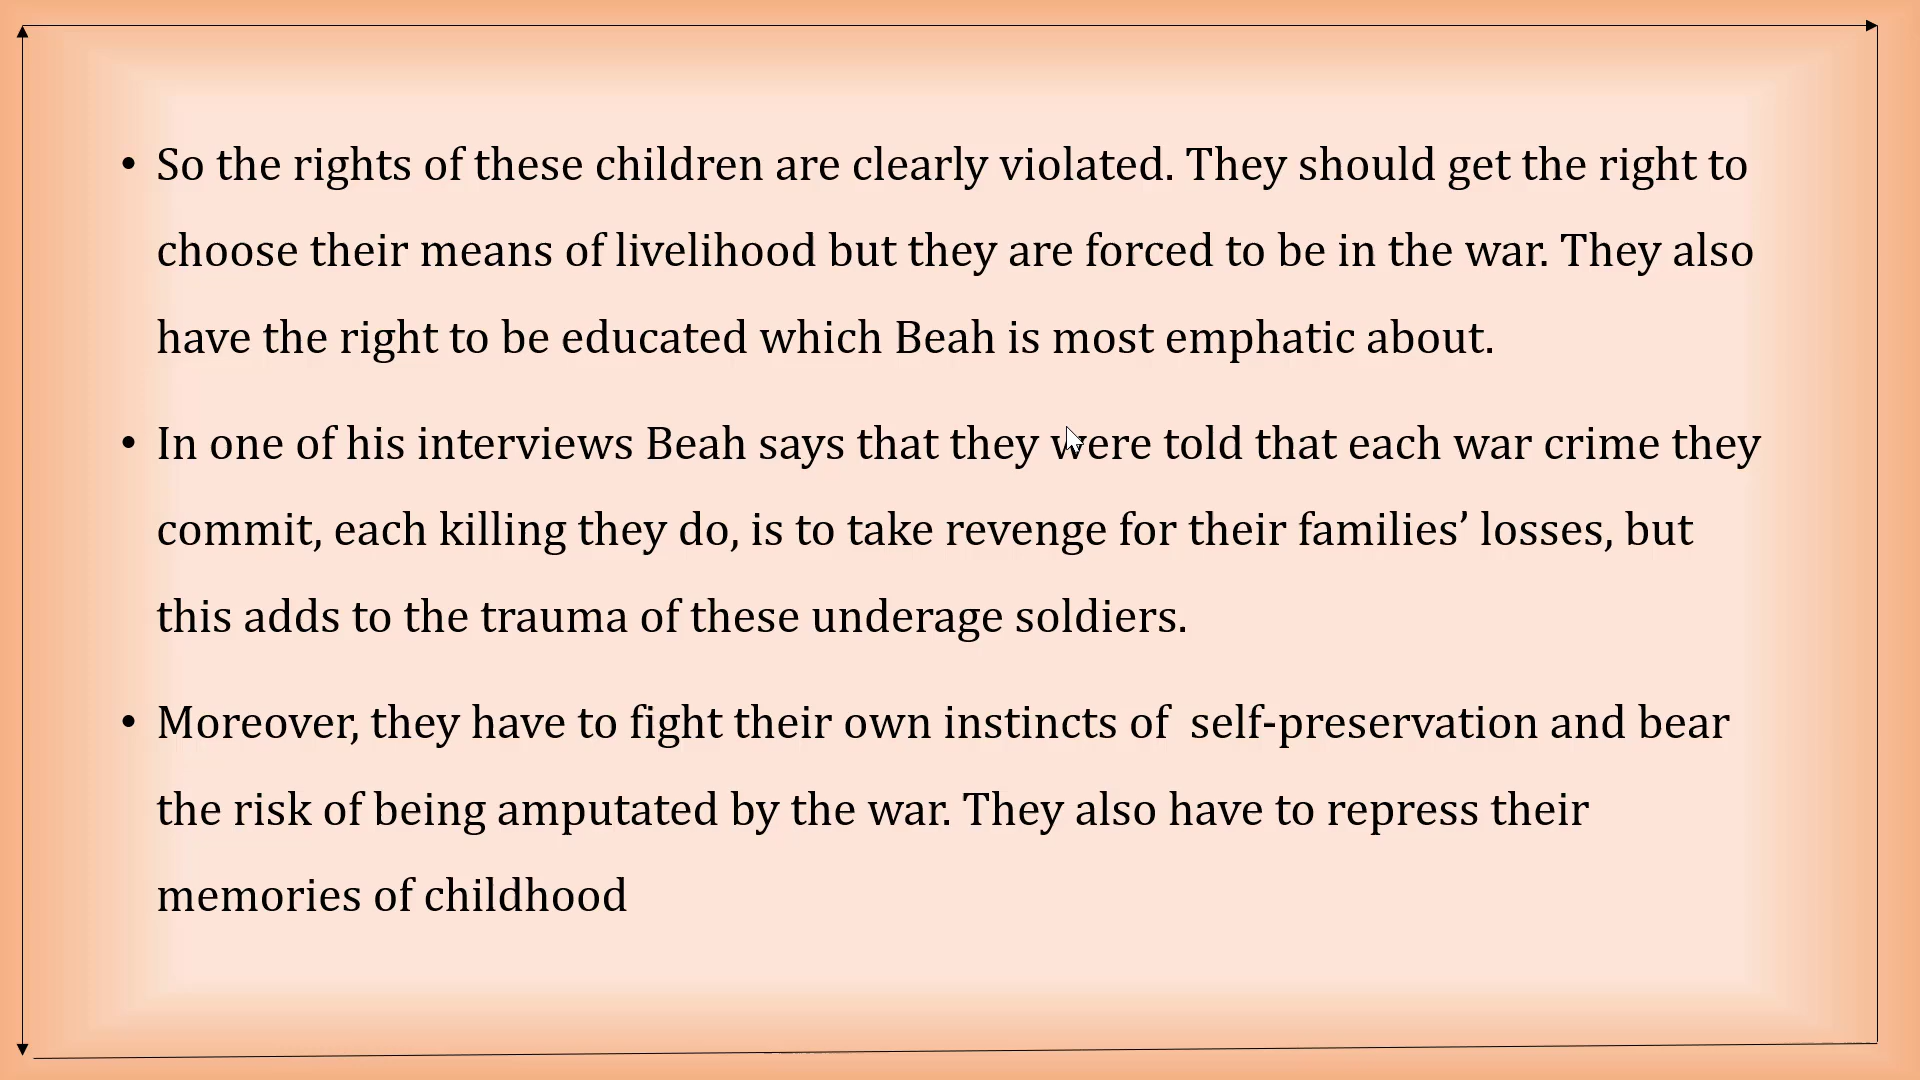 • So the rights of these children are clearly violated. They should get the right to
choose their means of livelihood but they are forced to be in the war. They also
have the right to be educated which Beah is most emphatic about.
• In one of his interviews Beah says that they were told that each war crime they
commit, each killing they do, is to take revenge for their families’ losses, but
this adds to the trauma of these underage soldiers.
• Moreover, they have to fight their own instincts of  self-preservation and bear
the risk of being amputated by the war. They also have to repress their
memories of childhood